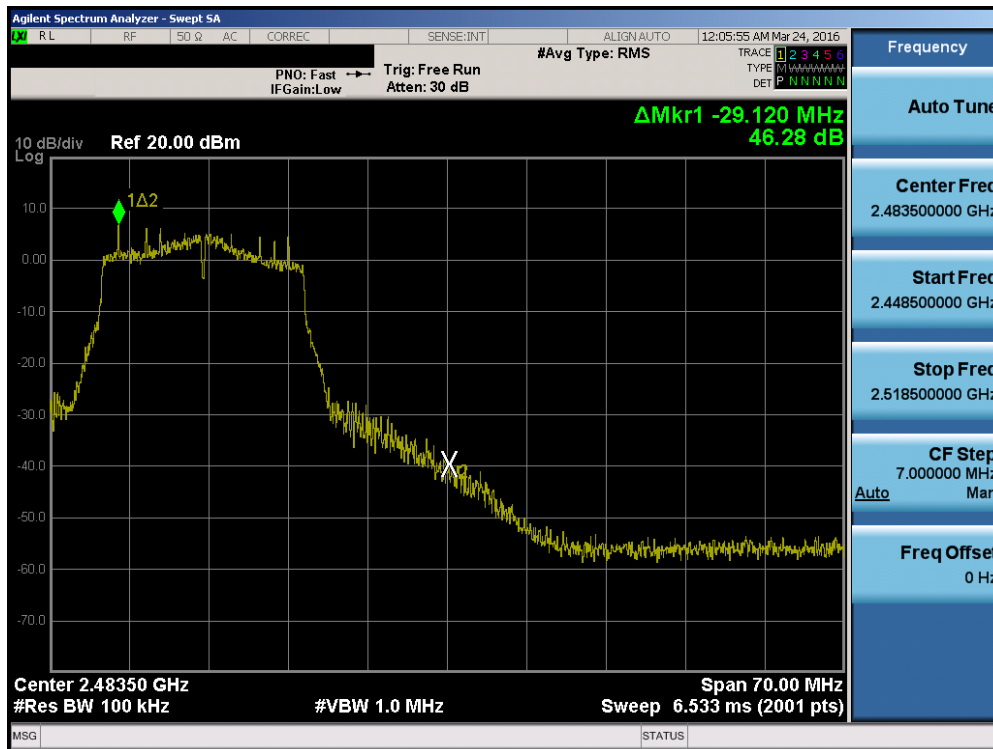 Agilent Spectrum Analyzer - Swept SA
LXI R L RF 50 Ω AC CORREC SENSE:INT ALIGN AUTO 12:05:55 AM Mar 24, 2016
#Avg Type: RMS
TRACE 1 2 3 4 5 6
PNO: Fast Trig: Free Run
TYPE M WWWWW
IFGain:Low Atten: 30 dB
DET P N N N N N
ΔMkr1 -29.120 MHz
46.28 dB
10 dB/div Ref 20.00 dBm
Log
1Δ2
10.0
0.00
-10.0
-20.0
-30.0
-40.0
-50.0
-60.0
-70.0
Center 2.48350 GHz Span 70.00 MHz
#Res BW 100 kHz #VBW 1.0 MHz Sweep 6.533 ms (2001 pts)
MSG STATUS
Frequency
Auto Tune
Center Freq
2.483500000 GHz
Start Freq
2.448500000 GHz
Stop Freq
2.518500000 GHz
CF Step
7.000000 MHz
Auto Man
Freq Offset
0 Hz